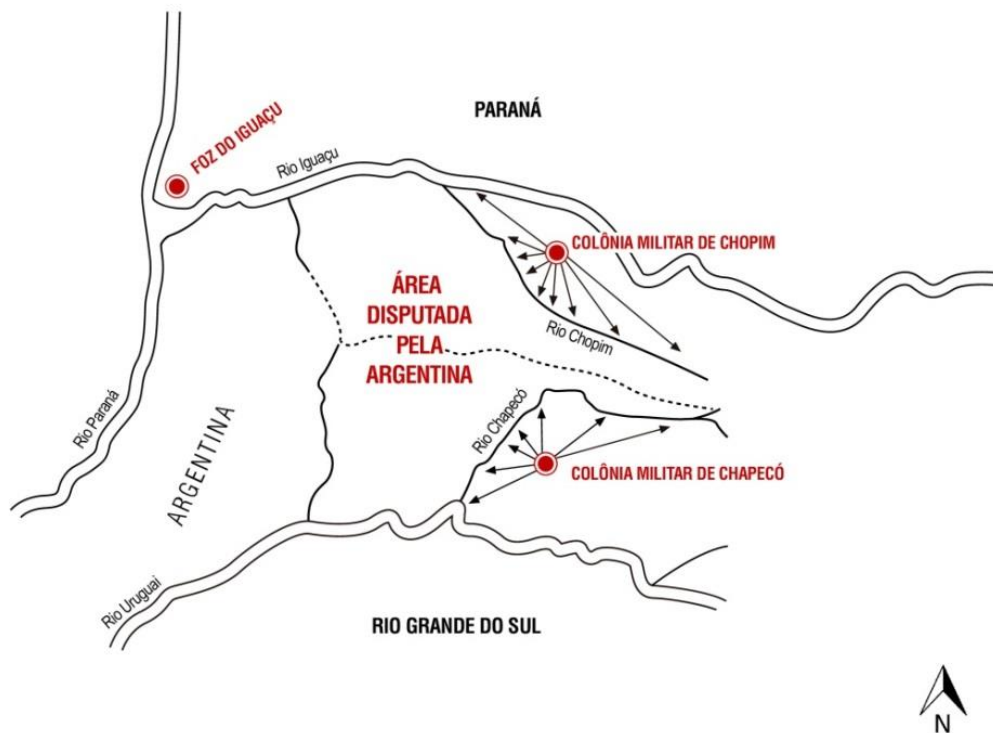 PARANÁ
FOZ DO IGUAÇU
Rio Iguaçu
COLÔNIA MILITAR DE CHOPIM
ÁREA
DISPUTADA
PELA
ARGENTINA
Rio Chopim
Rio Paraná
ARGENTINA
Rio Chapecó
COLÔNIA MILITAR DE CHAPECÓ
Rio Uruguai
RIO GRANDE DO SUL
N